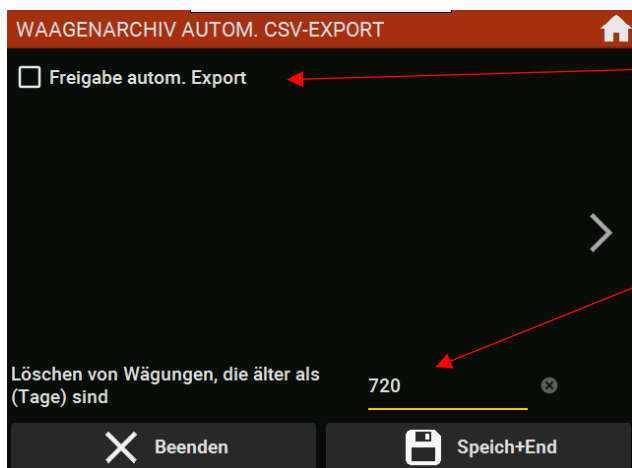 WAAGENARCHIV AUTOM. CSV-EXPORT
Freigabe autom. Export
Löschen von Wägungen, die älter als
(Tage) sind
720
Beenden
Speich+End